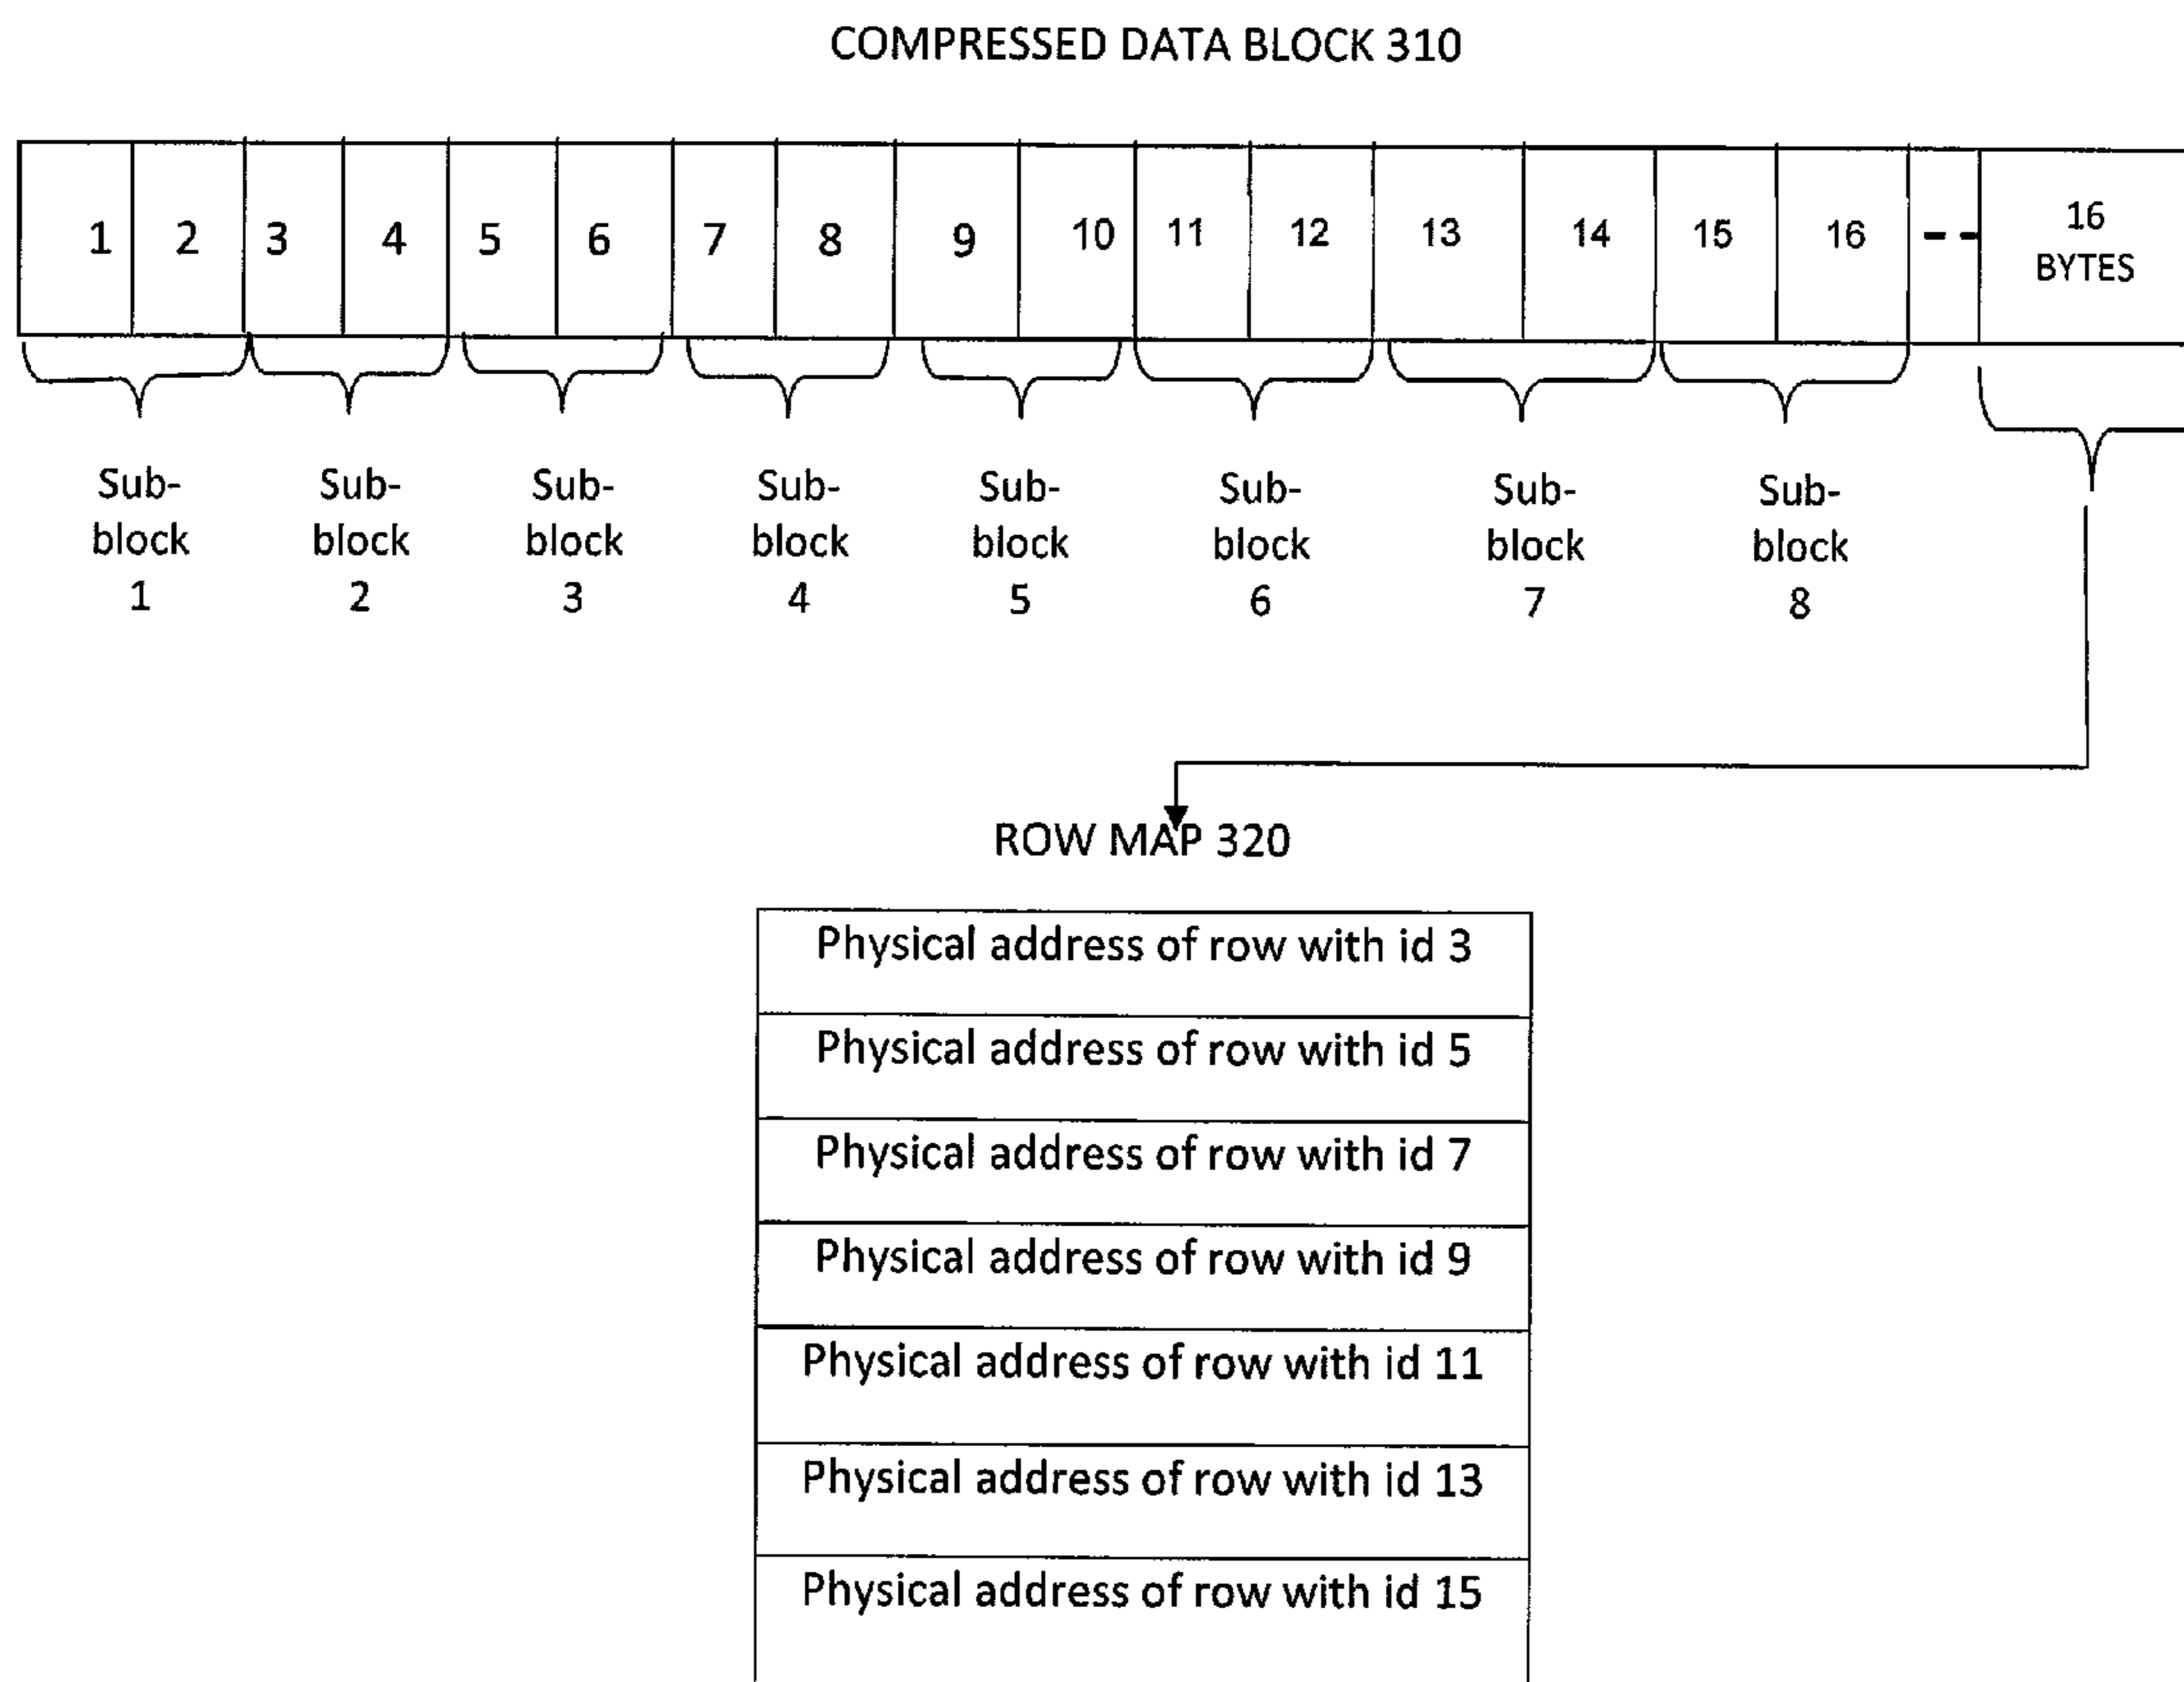 COMPRESSED DATA BLOCK 310
1 2 3 4 5 6 7 8 9 10 11 12 13 14 15 16 -- 16 BYTES
Sub-block 1
Sub-block 2
Sub-block 3
Sub-block 4
Sub-block 5
Sub-block 6
Sub-block 7
Sub-block 8
ROW MAP 320
Physical address of row with id 3
Physical address of row with id 5
Physical address of row with id 7
Physical address of row with id 9
Physical address of row with id 11
Physical address of row with id 13
Physical address of row with id 15